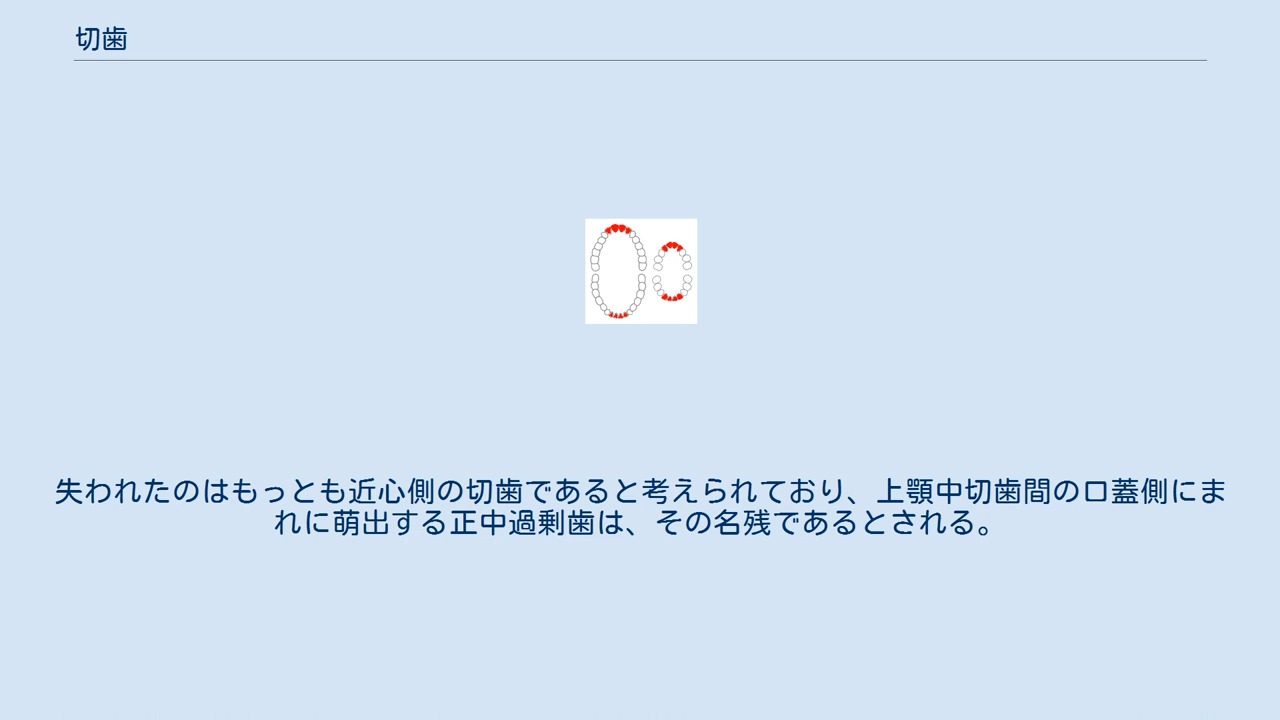 切歯
失われたのはもっとも近心側の切歯であると考えられており、上顎中切歯間の口蓋側にま
れに萌出する正中過剰歯は、その名残であるとされる。